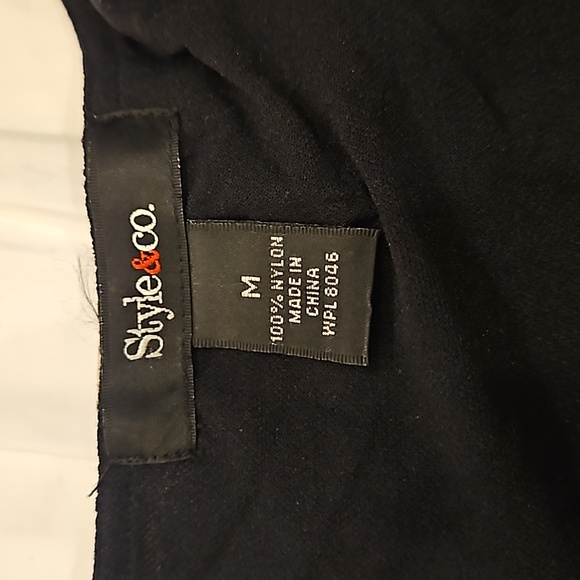 Style&co.
M
100% NYLON
MADE IN
CHINA
WPL 8046